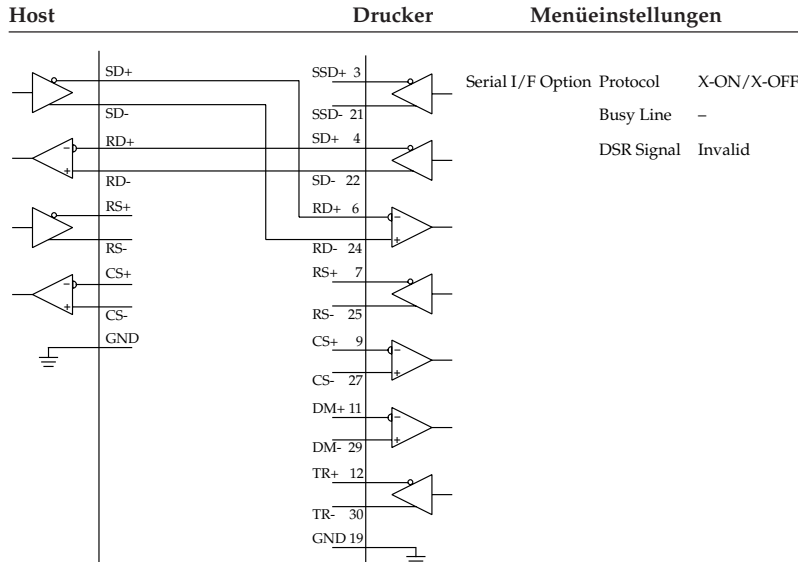 Host Drucker Menüeinstellungen
SD+ SSD+ 3 Serial I/F Option Protocol X-ON/X-OFF
SD- SSD- 21 Busy Line –
RD+ SD+ 4 DSR Signal Invalid
RD- SD- 22
RS+ RD+ 6
RS- RD- 24
CS+ RS+ 7
CS- RS- 25
GND CS+ 9
CS- 27
DM+ 11
DM- 29
TR+ 12
TR- 30
GND 19